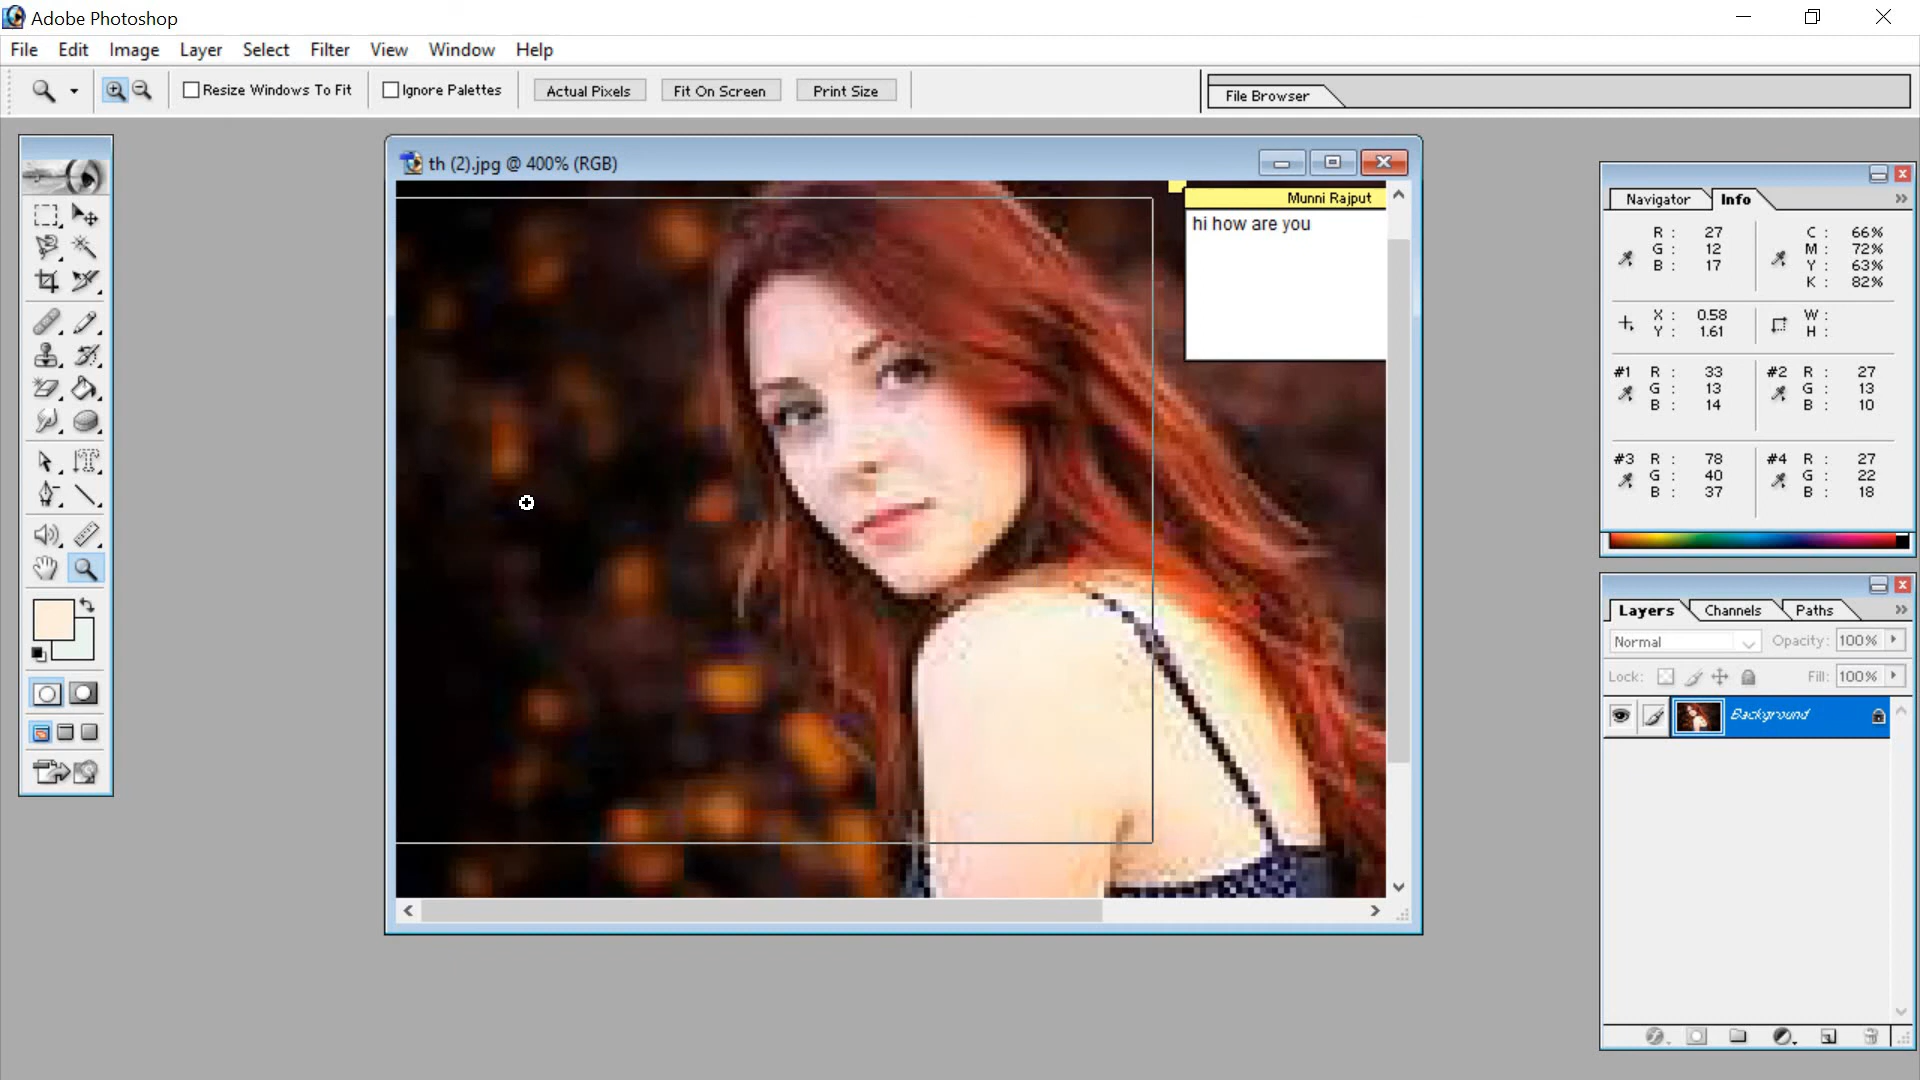 Adobe Photoshop
File Edit Image Layer Select Filter View Window Help
Resize Windows To Fit Ignore Palettes Actual Pixels Fit On Screen Print Size File Browser
th (2).jpg @ 400% (RGB)
Munni Rajput
hi how are you
Navigator Info
R : 27 C : 66%
G : 12 M : 72%
B : 17 Y : 63%
K : 82%
X : 0.58 W :
Y : 1.61 H :
#1 R : 33 #2 R : 27
G : 13 G : 13
B : 14 B : 10
#3 R : 78 #4 R : 27
G : 40 G : 22
B : 37 B : 18
Layers Channels Paths
Normal Opacity: 100%
Lock: Fill: 100%
Background